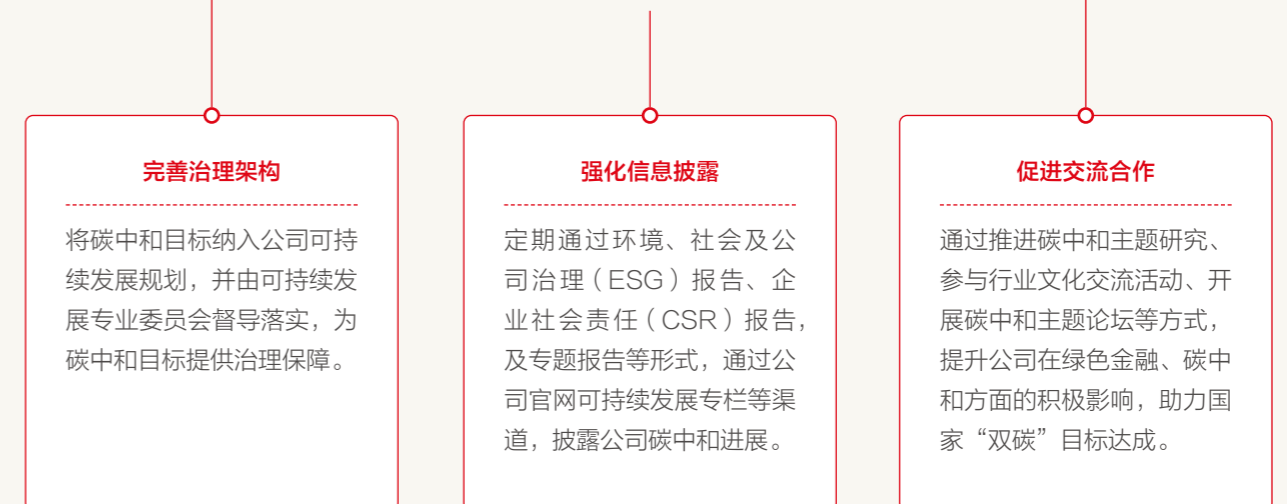 完善治理架构
将碳中和目标纳入公司可持
续发展规划，并由可持续发
展专业委员会督导落实，为
碳中和目标提供治理保障。
强化信息披露
定期通过环境、社会及公
司治理（ESG）报告、企
业社会责任（CSR）报告，
及专题报告等形式，通过公
司官网可持续发展专栏等渠
道，披露公司碳中和进展。
促进交流合作
通过推进碳中和主题研究、
参与行业文化交流活动、开
展碳中和主题论坛等方式，
提升公司在绿色金融、碳中
和方面的积极影响，助力国
家“双碳”目标达成。